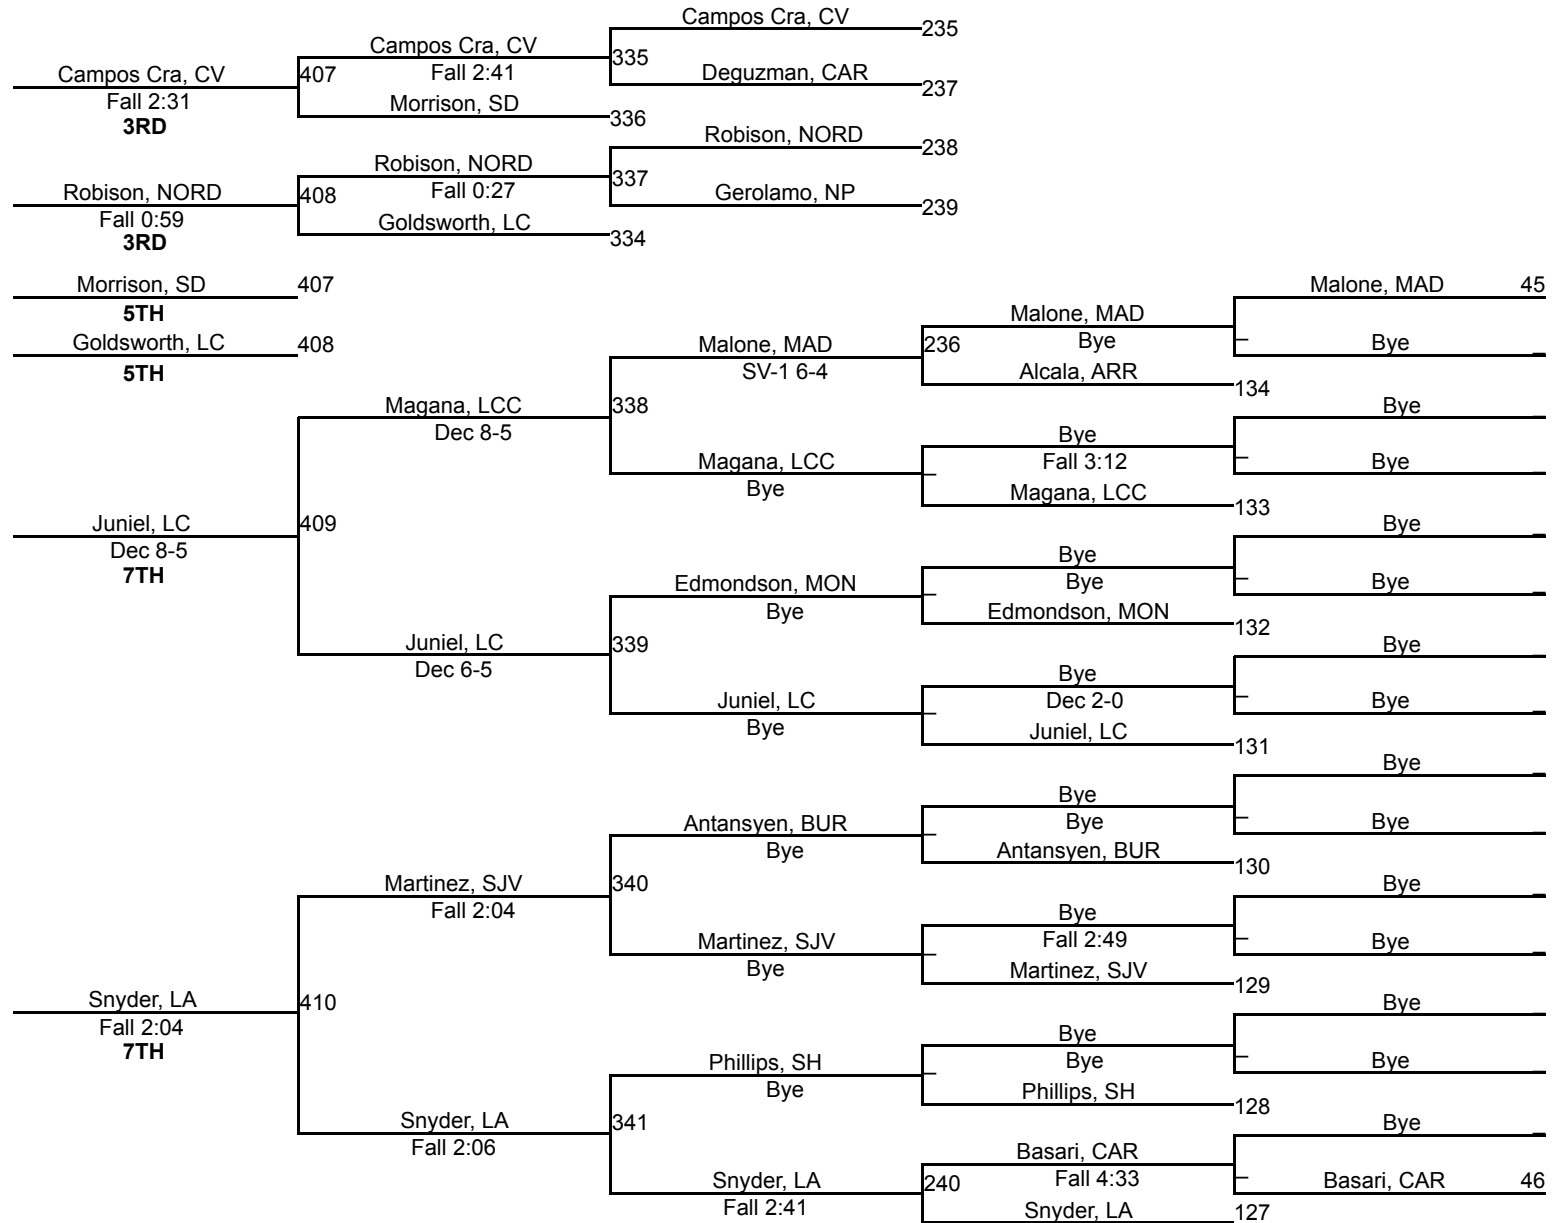 Campos Cra, CV
235
Campos Cra, CV
335
Campos Cra, CV
407
Fall 2:41
Deguzman, CAR
237
Fall 2:31
Morrison, SD
336
3RD
Robison, NORD
238
Robison, NORD
337
Robison, NORD
408
Fall 0:27
Gerolamo, NP
239
Fall 0:59
Goldsworth, LC
334
3RD
Morrison, SD
407
Malone, MAD
45
5TH
Malone, MAD
Goldsworth, LC
408
Malone, MAD
236
Bye
Bye
5TH
SV-1 6-4
Alcala, ARR
134
Magana, LCC
338
Bye
Dec 8-5
Bye
Magana, LCC
Fall 3:12
Bye
Bye
Magana, LCC
133
Juniel, LC
409
Bye
Dec 8-5
Bye
7TH
Edmondson, MON
Bye
Bye
Bye
Edmondson, MON
132
Juniel, LC
339
Bye
Dec 6-5
Bye
Juniel, LC
Dec 2-0
Bye
Bye
Juniel, LC
131
Bye
Bye
Antansyen, BUR
Bye
Bye
Bye
Antansyen, BUR
130
Martinez, SJV
340
Bye
Fall 2:04
Bye
Martinez, SJV
Fall 2:49
Bye
Bye
Martinez, SJV
129
Snyder, LA
410
Bye
Fall 2:04
Bye
7TH
Phillips, SH
Bye
Bye
Bye
Phillips, SH
128
Snyder, LA
341
Bye
Fall 2:06
Basari, CAR
Snyder, LA
240
Fall 4:33
Basari, CAR
46
Fall 2:41
Snyder, LA
127